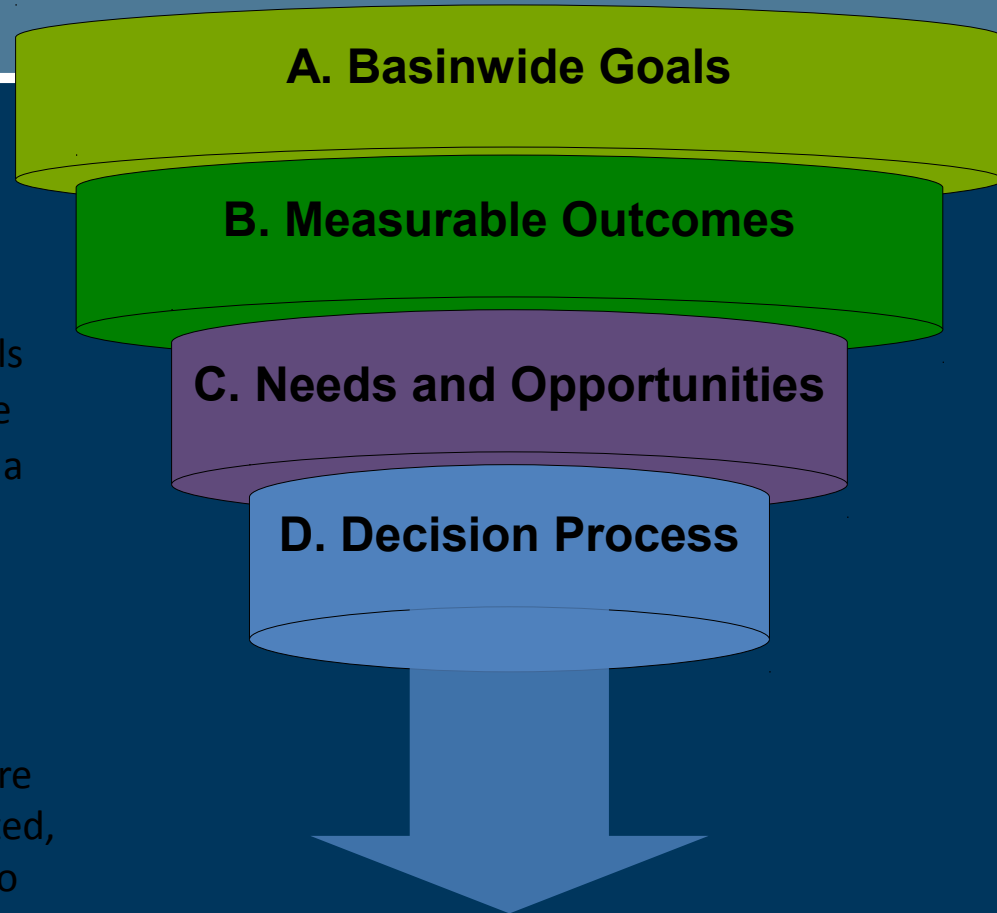 A. Basinwide Goals
B. Measurable Outcomes
C. Needs and Opportunities
D. Decision Process
a